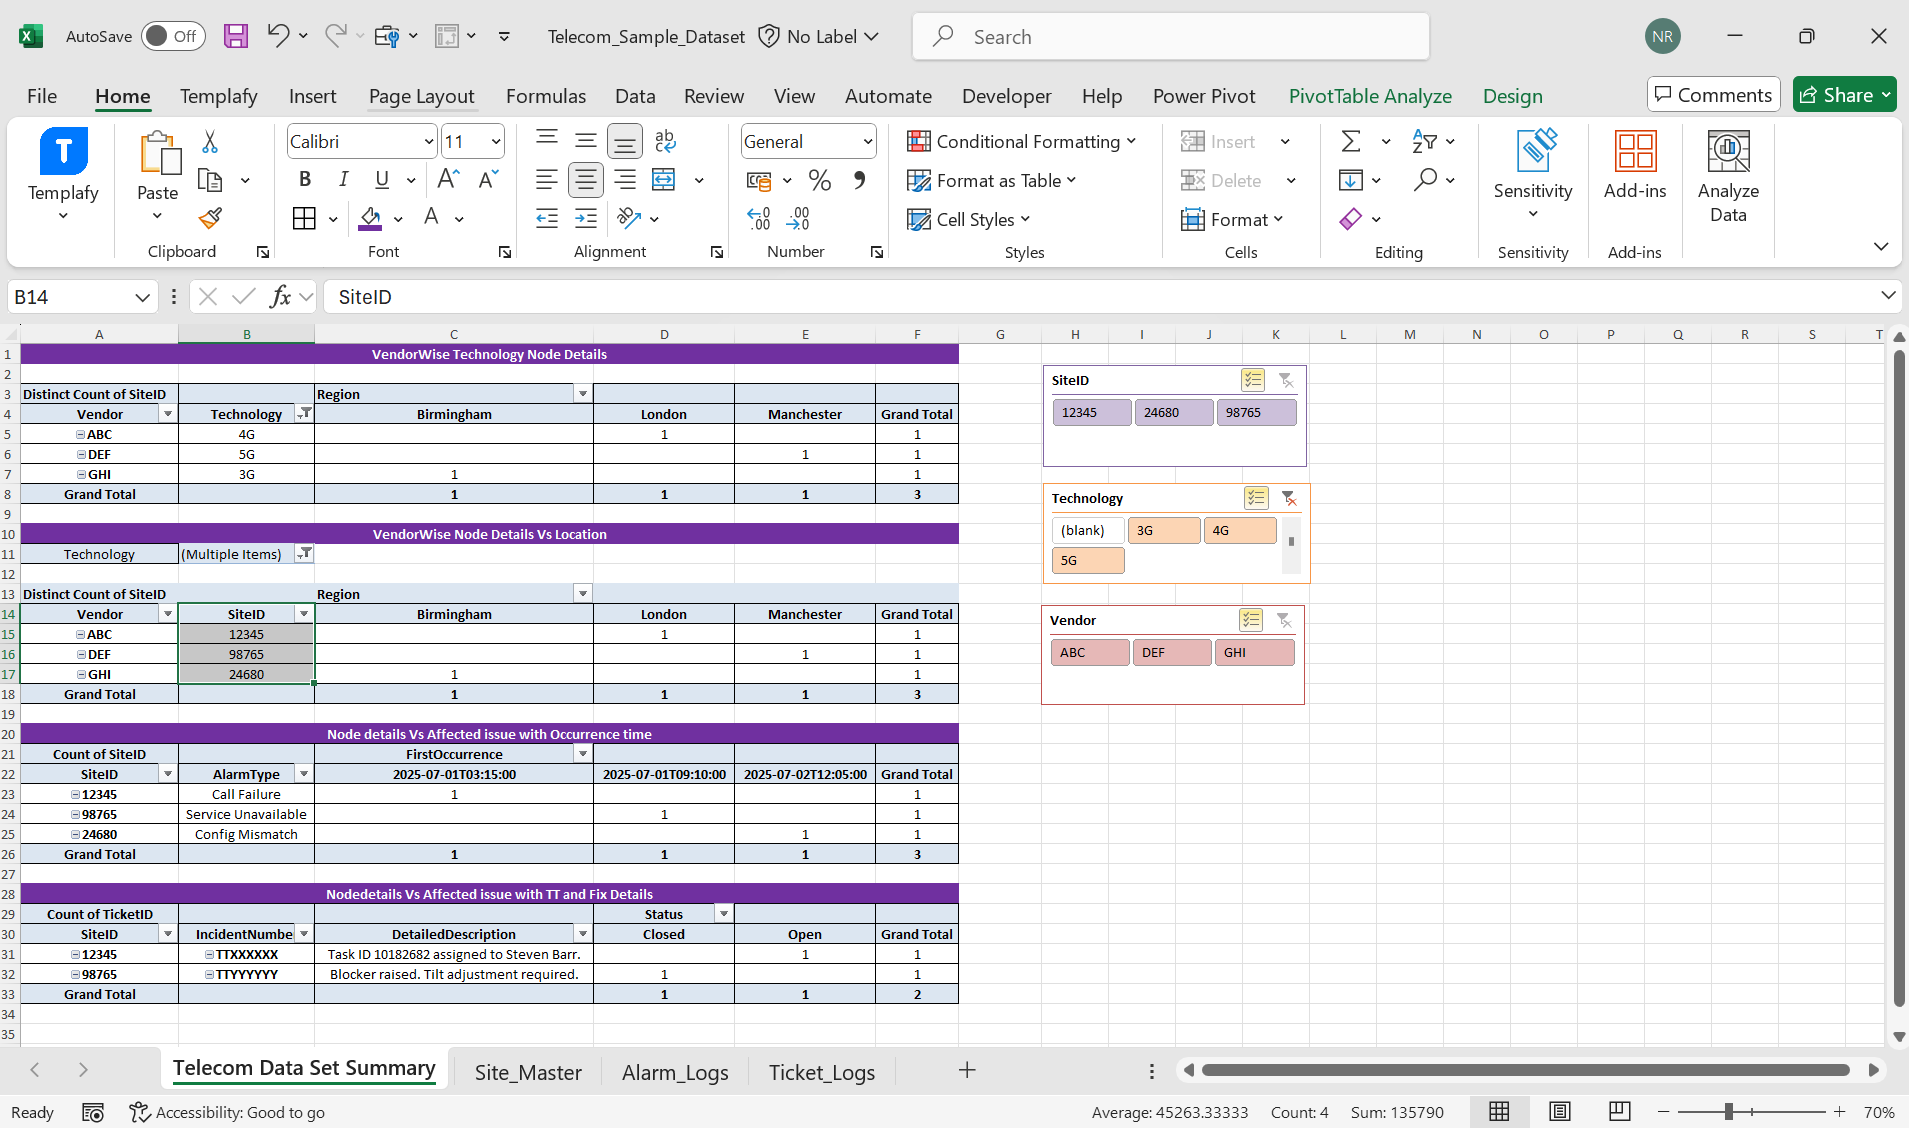 AutoSave Off Telecom_Sample_Dataset No Label Search NR
File Home Templafy Insert Page Layout Formulas Data Review View Automate Developer Help Power Pivot PivotTable Analyze Design Comments Share
Templafy
Paste
Clipboard
Calibri 11
B I U
Font
Alignment
General
Number
Conditional Formatting
Format as Table
Cell Styles
Styles
Insert
Delete
Format
Cells
Editing
Sensitivity
Sensitivity
Add-ins
Add-ins
Analyze Data
B14 fx SiteID
A B C D E F G H I J K L M N O P Q R S T
1 VendorWise Technology Node Details
2
3 Distinct Count of SiteID Region
4 Vendor Technology Birmingham London Manchester Grand Total
5 ABC 4G 1 1
6 DEF 5G 1 1
7 GHI 3G 1 1
8 Grand Total 1 1 1 3
9
10 VendorWise Node Details Vs Location
11 Technology (Multiple Items)
12
13 Distinct Count of SiteID Region
14 Vendor SiteID Birmingham London Manchester Grand Total
15 ABC 12345 1 1
16 DEF 98765 1 1
17 GHI 24680 1 1
18 Grand Total 1 1 1 3
19
20 Node details Vs Affected issue with Occurrence time
21 Count of SiteID FirstOccurrence
22 SiteID AlarmType 2025-07-01T03:15:00 2025-07-01T09:10:00 2025-07-02T12:05:00 Grand Total
23 12345 Call Failure 1 1
24 98765 Service Unavailable 1 1
25 24680 Config Mismatch 1 1
26 Grand Total 1 1 1 3
27
28 Nodedetails Vs Affected issue with TT and Fix Details
29 Count of TicketID Status
30 SiteID IncidentNumbe DetailedDescription Closed Open Grand Total
31 12345 TTXXXXXX Task ID 10182682 assigned to Steven Barr. 1 1
32 98765 TTYYYYYY Blocker raised. Tilt adjustment required. 1 1
33 Grand Total 1 1 2
34
35
SiteID
12345 24680 98765
Technology
(blank) 3G 4G
5G
Vendor
ABC DEF GHI
Telecom Data Set Summary Site_Master Alarm_Logs Ticket_Logs
Ready Accessibility: Good to go Average: 45263.33333 Count: 4 Sum: 135790 70%